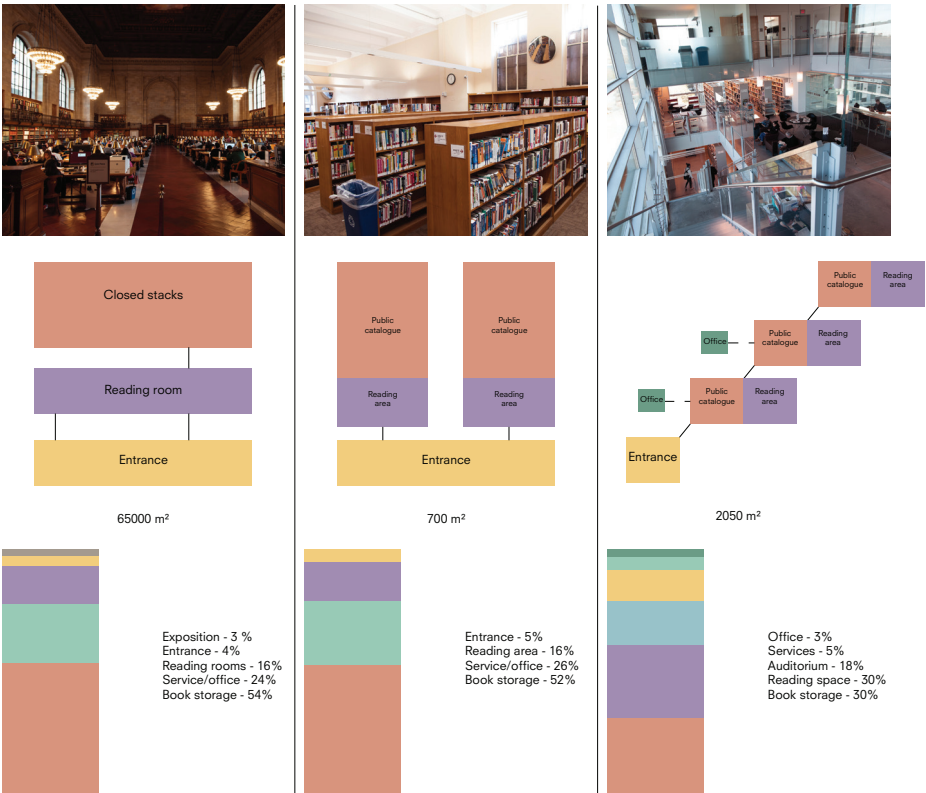 Closed stacks
Reading room
Entrance
65000 m²
Exposition - 3 %
Entrance - 4%
Reading rooms - 16%
Service/office - 24%
Book storage - 54%
Public
catalogue
Public
catalogue
Reading
area
Reading
area
Entrance
700 m²
Entrance - 5%
Reading area - 16%
Service/office - 26%
Book storage - 52%
Public
catalogue
Reading
area
Office
Public
catalogue
Reading
area
Office
Public
catalogue
Reading
area
Entrance
2050 m²
Office - 3%
Services - 5%
Auditorium - 18%
Reading space - 30%
Book storage - 30%